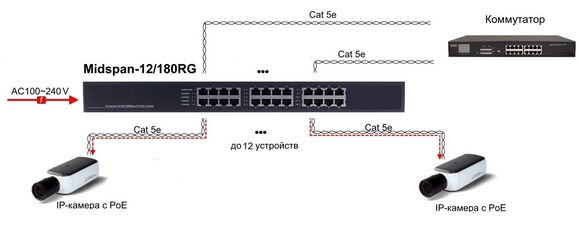 Cat 5e
Коммутатор
Midspan-12/180RG
...
Cat 5e
AC100~240 V
Cat 5e
...
Cat 5e
до 12 устройств
IP-камера с PoE
IP-камера с PoE